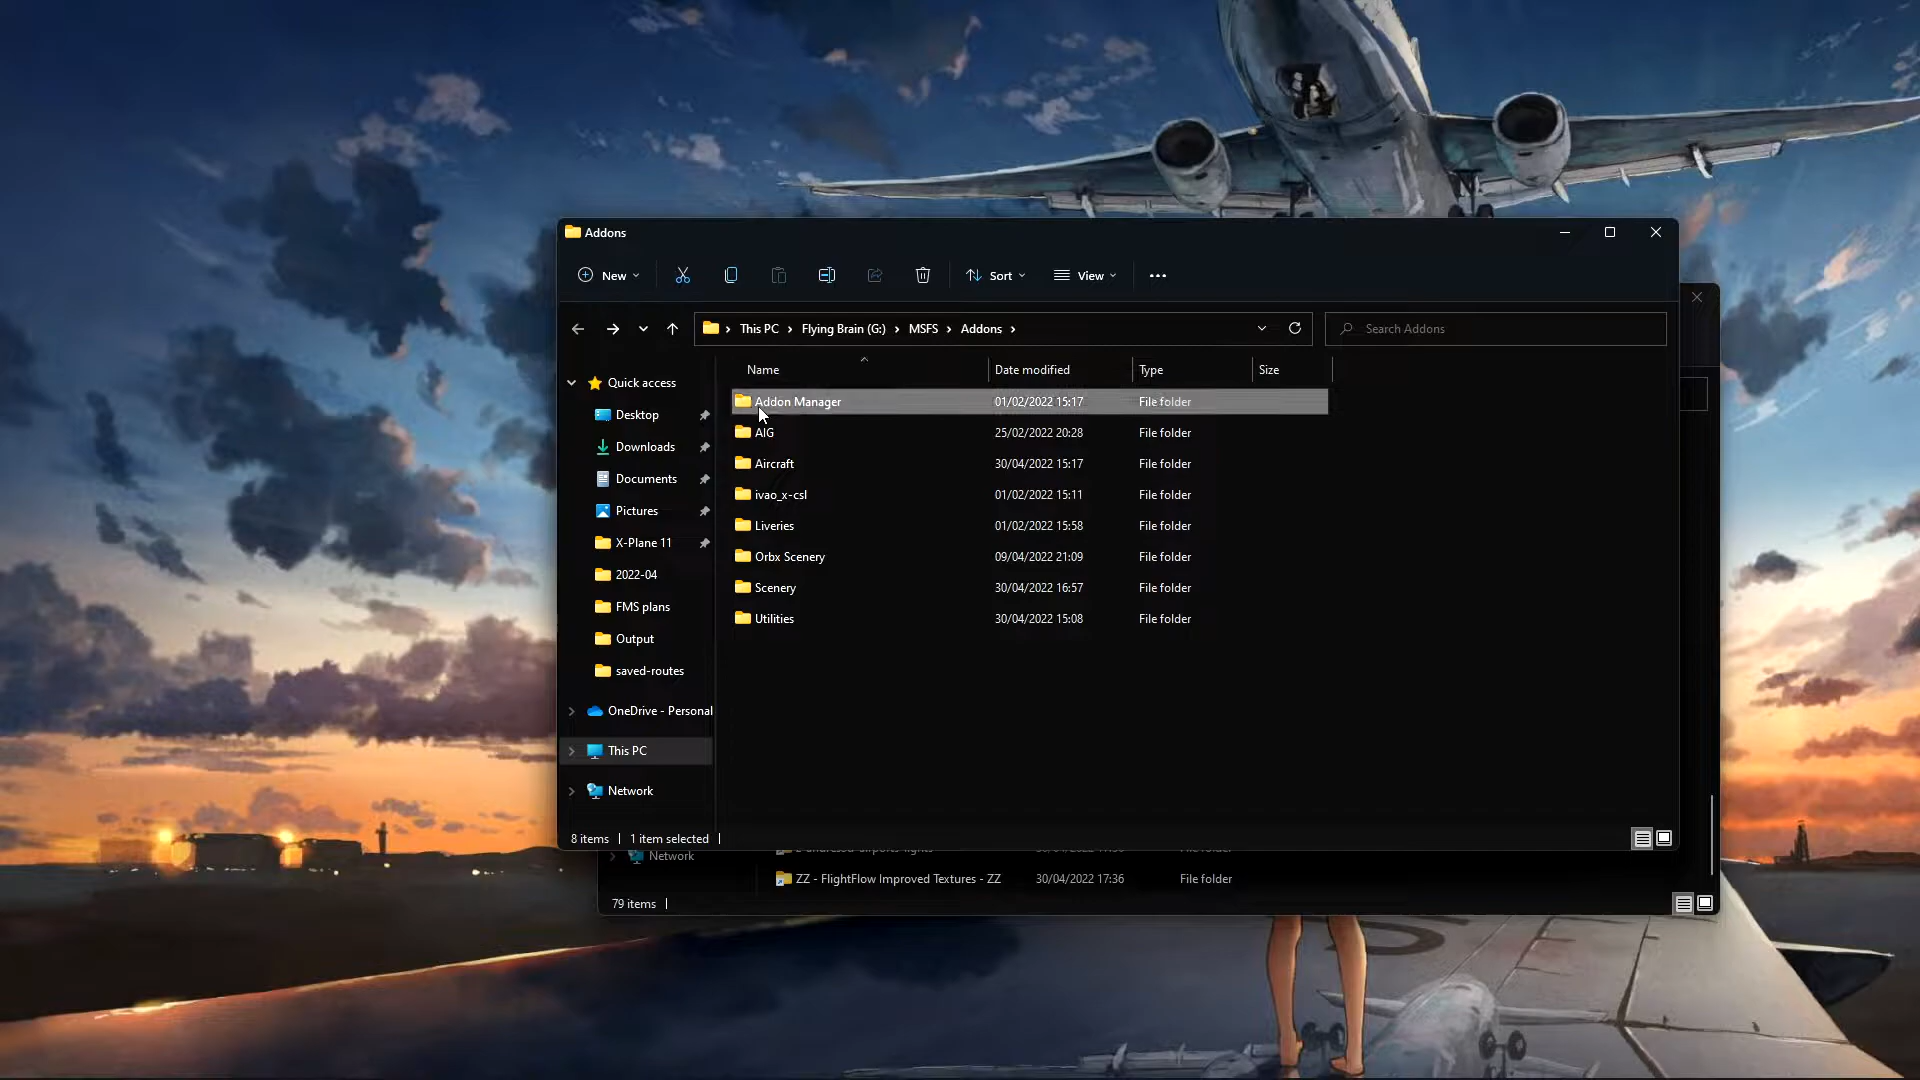 Addons
New
Sort
View
This PC
Flying Brain (G:)
MSFS
Addons
Search Addons
Name
Date modified
Type
Size
Quick access
Desktop
Downloads
Documents
Pictures
X-Plane 11
2022-04
FMS plans
Output
saved-routes
OneDrive - Personal
This PC
Network
Addon Manager 01/02/2022 15:17 File folder
AIG 25/02/2022 20:28 File folder
Aircraft 30/04/2022 15:17 File folder
ivao_x-csl 01/02/2022 15:11 File folder
Liveries 01/02/2022 15:58 File folder
Orbx Scenery 09/04/2022 21:09 File folder
Scenery 30/04/2022 16:57 File folder
Utilities 30/04/2022 15:08 File folder
8 items
1 item selected
Network
ZZ - FlightFlow Improved Textures - ZZ 30/04/2022 17:36 File folder
79 items